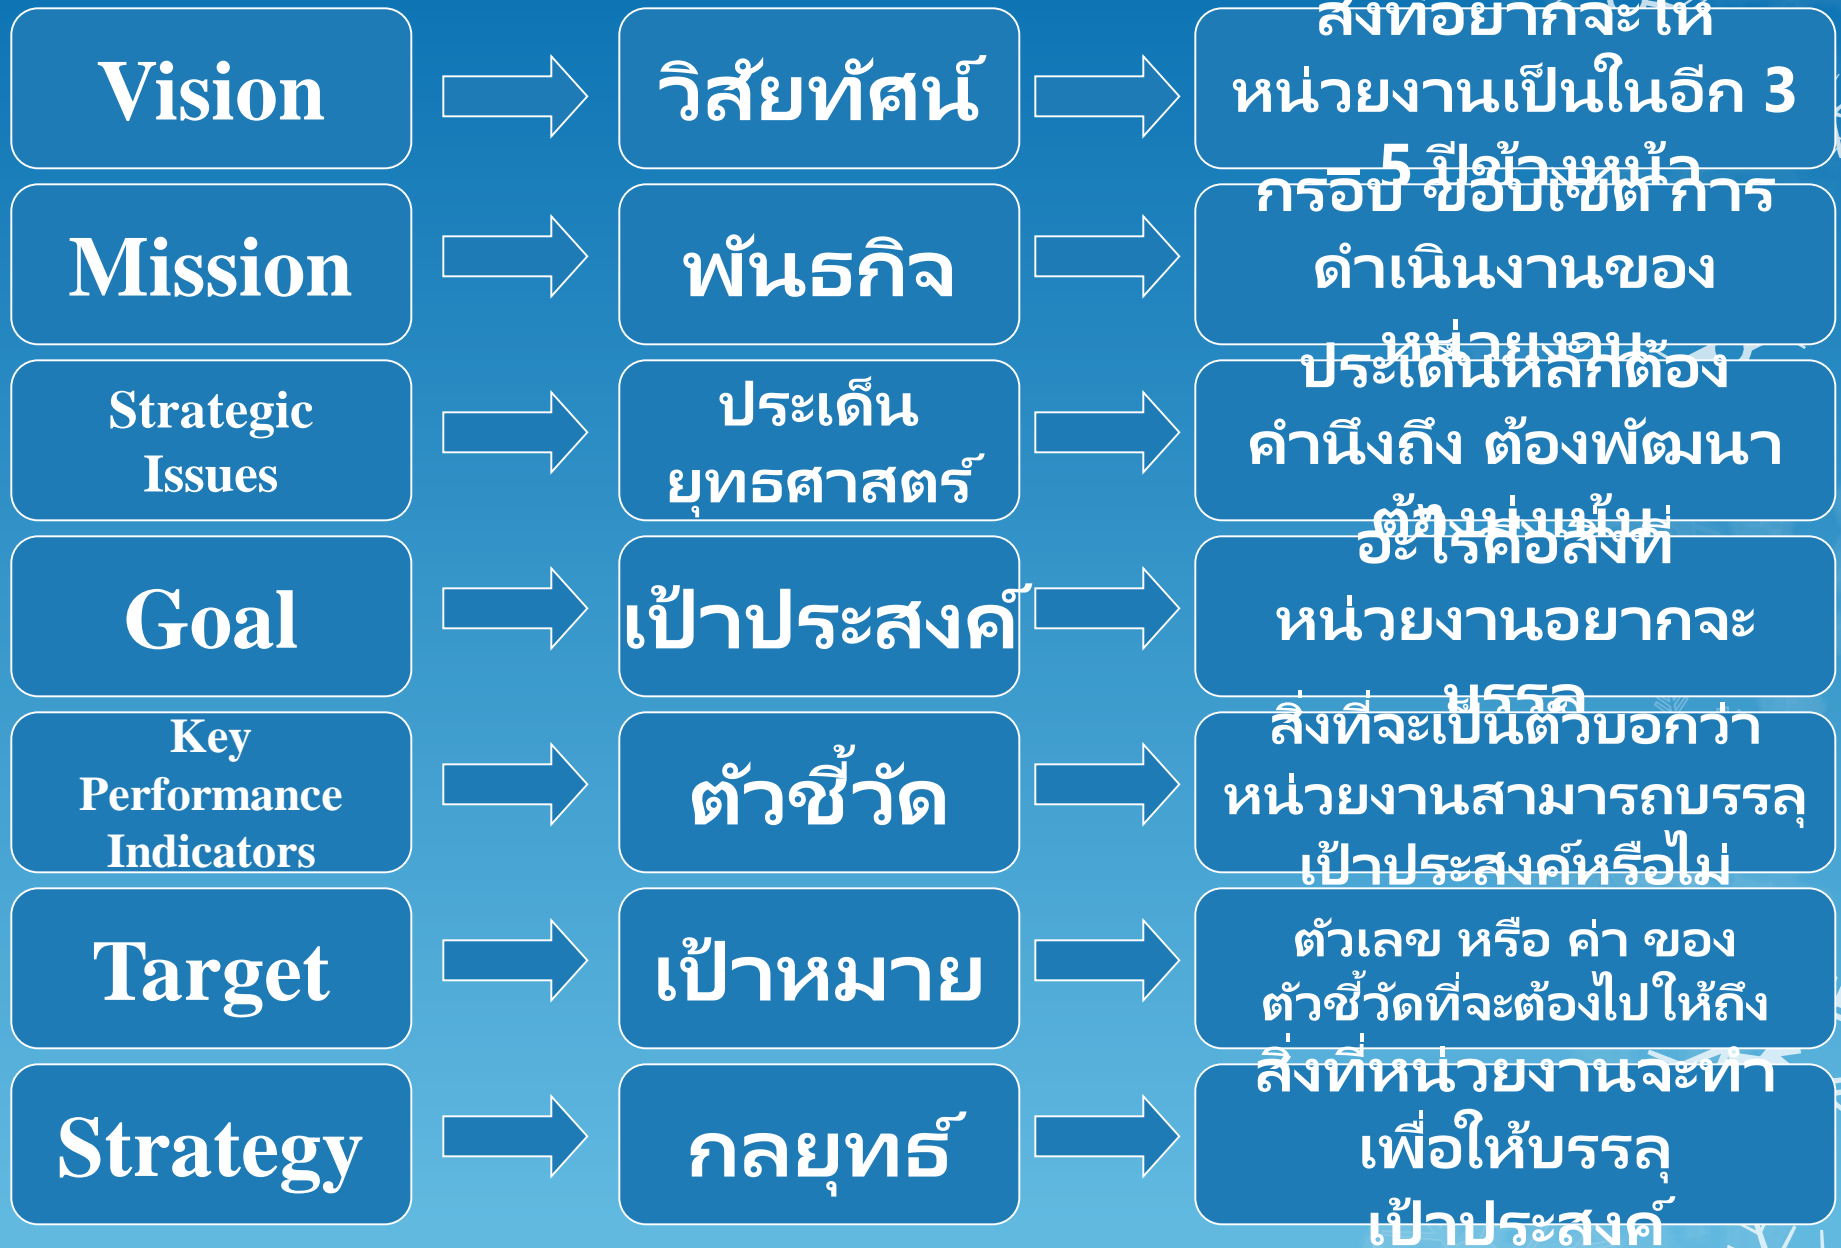 Vision
วิสัยทัศน์
สิ่งที่อยากจะให้
หน่วยงานเป็นในอีก 3
– 5 ปีข้างหน้า
Mission
พันธกิจ
กรอบ ขอบเขต การ
ดำเนินงานของ
หน่วยงาน
Strategic
Issues
ประเด็น
ยุทธศาสตร์
ประเด็นหลักต้อง
คำนึงถึง ต้องพัฒนา
ต้องมุ่งเน้น
Goal
เป้าประสงค์
อะไรคือสิ่งที่
หน่วยงานอยากจะ
บรรลุ
Key
Performance
Indicators
ตัวชี้วัด
สิ่งที่จะเป็นตัวบอกว่า
หน่วยงานสามารถบรรลุ
เป้าประสงค์หรือไม่
Target
เป้าหมาย
ตัวเลข หรือ ค่า ของ
ตัวชี้วัดที่จะต้องไปให้ถึง
Strategy
กลยุทธ์
สิ่งที่หน่วยงานจะทำ
เพื่อให้บรรลุ
เป้าประสงค์